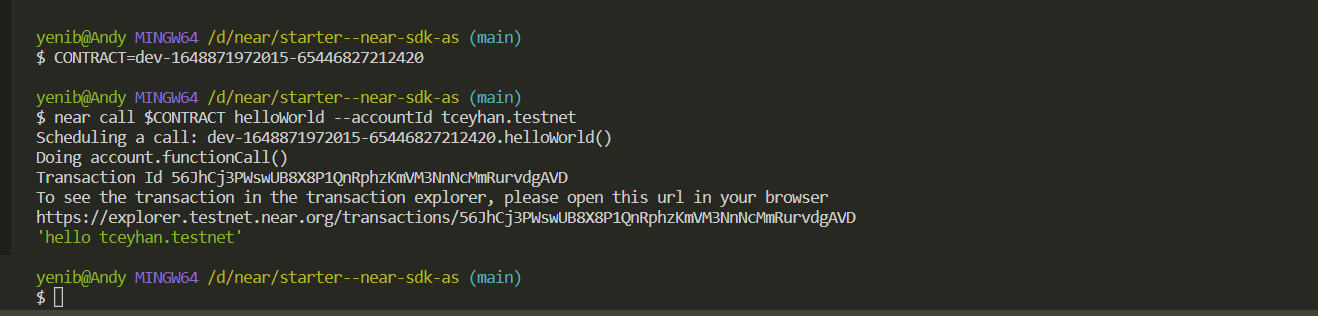 yenib@Andy MINGW64 /d/near/starter--near-sdk-as (main)
$ CONTRACT=dev-1648871972015-65446827212420
yenib@Andy MINGW64 /d/near/starter--near-sdk-as (main)
$ near call $CONTRACT helloWorld --accountId tceyhan.testnet
Scheduling a call: dev-1648871972015-65446827212420.helloWorld()
Doing account.functionCall()
Transaction Id 56JhCj3PWswUB8X8P1QnRphzKmVM3NnNcMmRurvdgAVD
To see the transaction in the transaction explorer, please open this url in your browser
https://explorer.testnet.near.org/transactions/56JhCj3PWswUB8X8P1QnRphzKmVM3NnNcMmRurvdgAVD
'hello tceyhan.testnet'
yenib@Andy MINGW64 /d/near/starter--near-sdk-as (main)
$